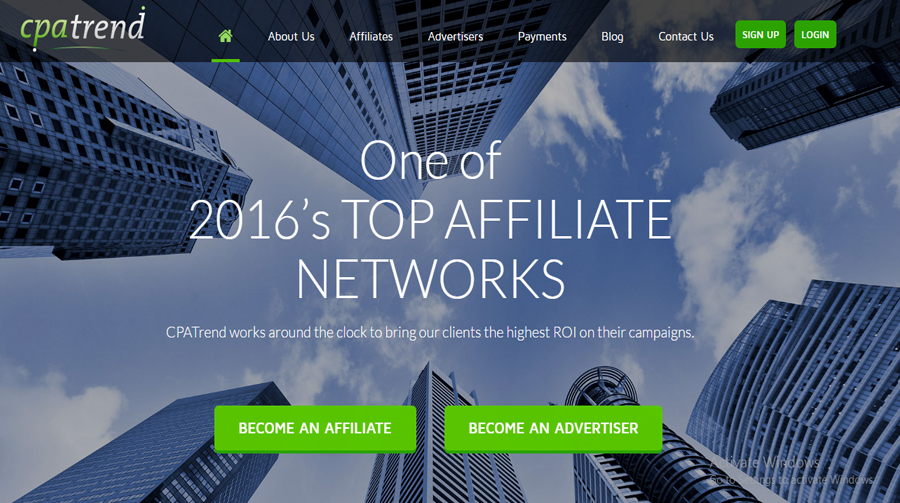 cpatrend
About Us
Affiliates
Advertisers
Payments
Blog
Contact Us
SIGN UP
LOGIN
One of
2016's TOP AFFILIATE
NETWORKS
CPATrend works around the clock to bring our clients the highest ROI on their campaigns.
BECOME AN AFFILIATE
BECOME AN ADVERTISER
Activate Windows
Go to Settings to activate Windows.